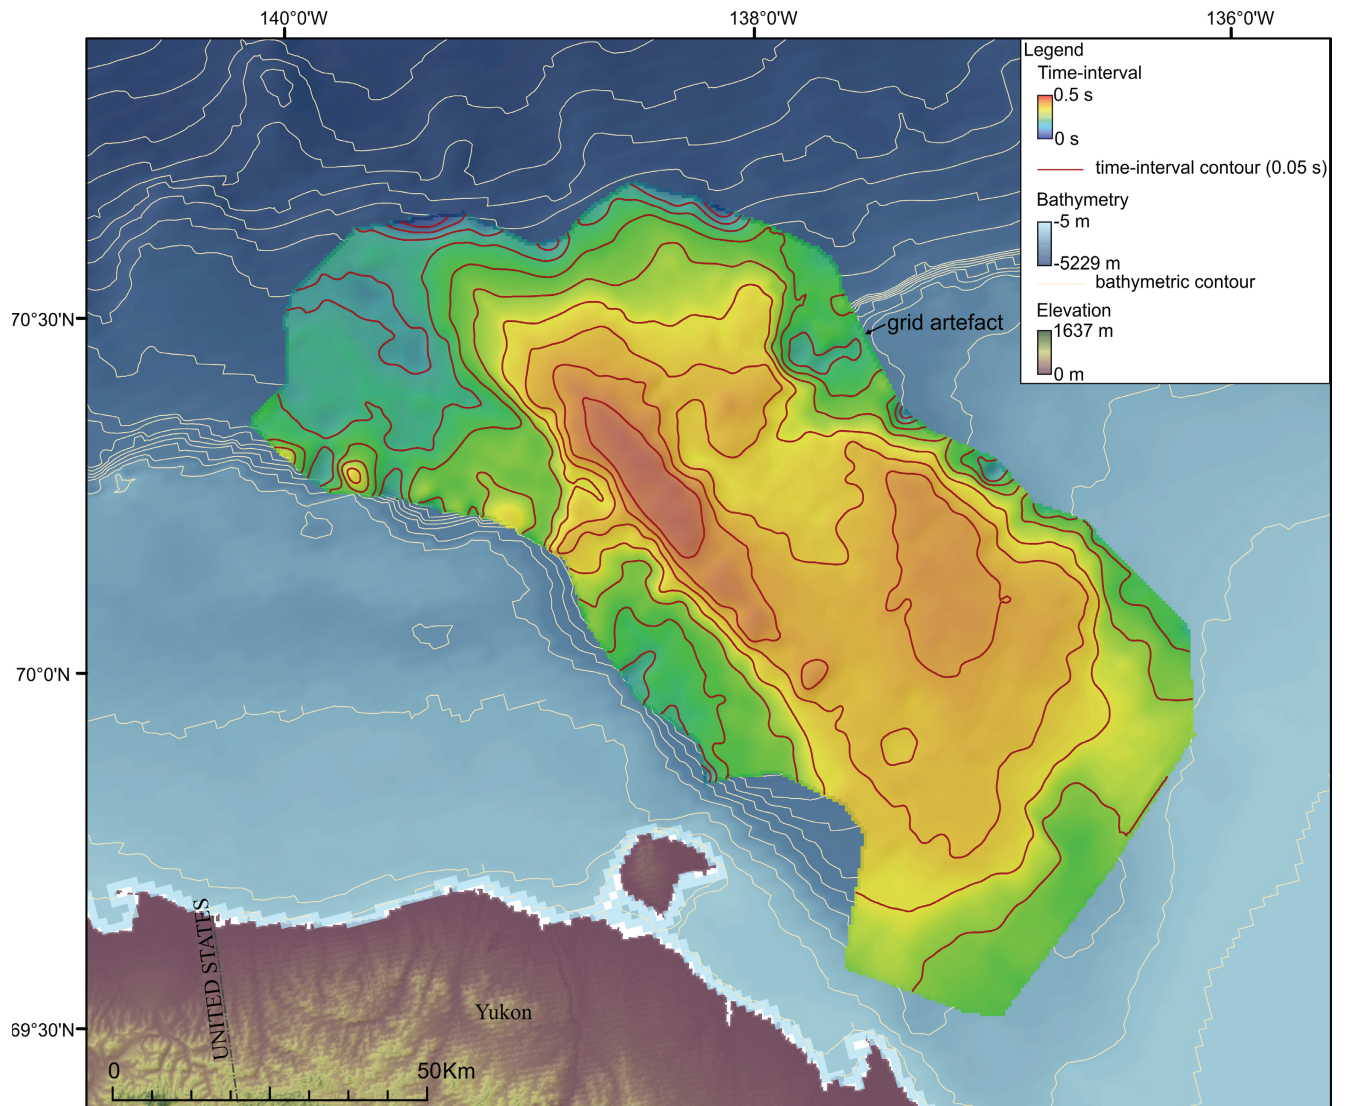 140°0'W
138°0'W
136°0'W
Legend
Time-interval
0.5 s
0 s
time-interval contour (0.05 s)
Bathymetry
-5 m
-5229 m
bathymetric contour
Elevation
1637 m
0 m
70°30'N
grid artefact
70°0'N
69°30'N
UNITED STATES
Yukon
0
50Km